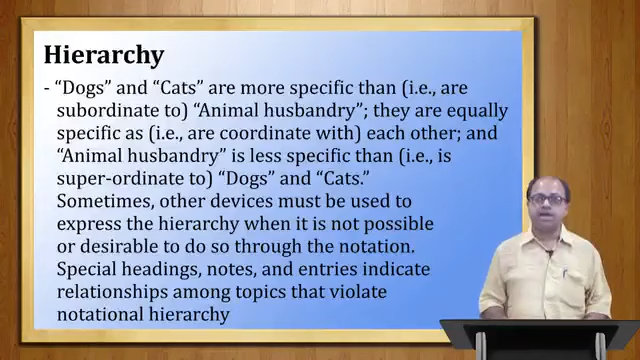 Hierarchy
- “Dogs” and “Cats” are more specific than (i.e., are
subordinate to) “Animal husbandry”; they are equally
specific as (i.e., are coordinate with) each other; and
“Animal husbandry” is less specific than (i.e., is
super-ordinate to) “Dogs” and “Cats.”
Sometimes, other devices must be used to
express the hierarchy when it is not possible
or desirable to do so through the notation.
Special headings, notes, and entries indicate
relationships among topics that violate
notational hierarchy